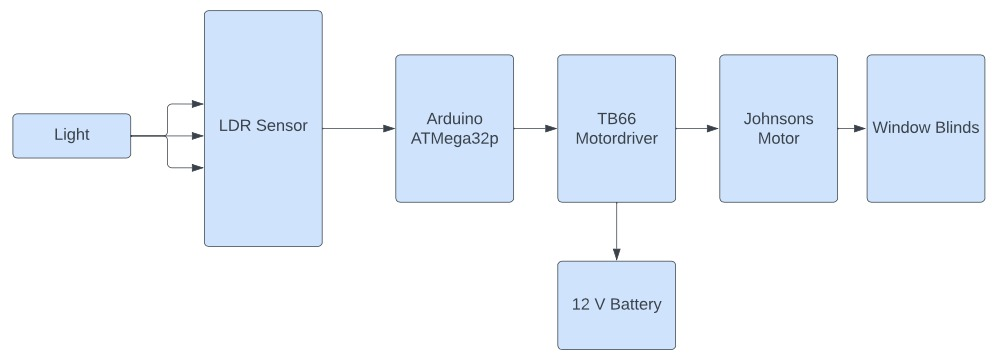 Light
LDR Sensor
Arduino
ATMega32p
TB66
Motordriver
Johnsons
Motor
Window Blinds
12 V Battery